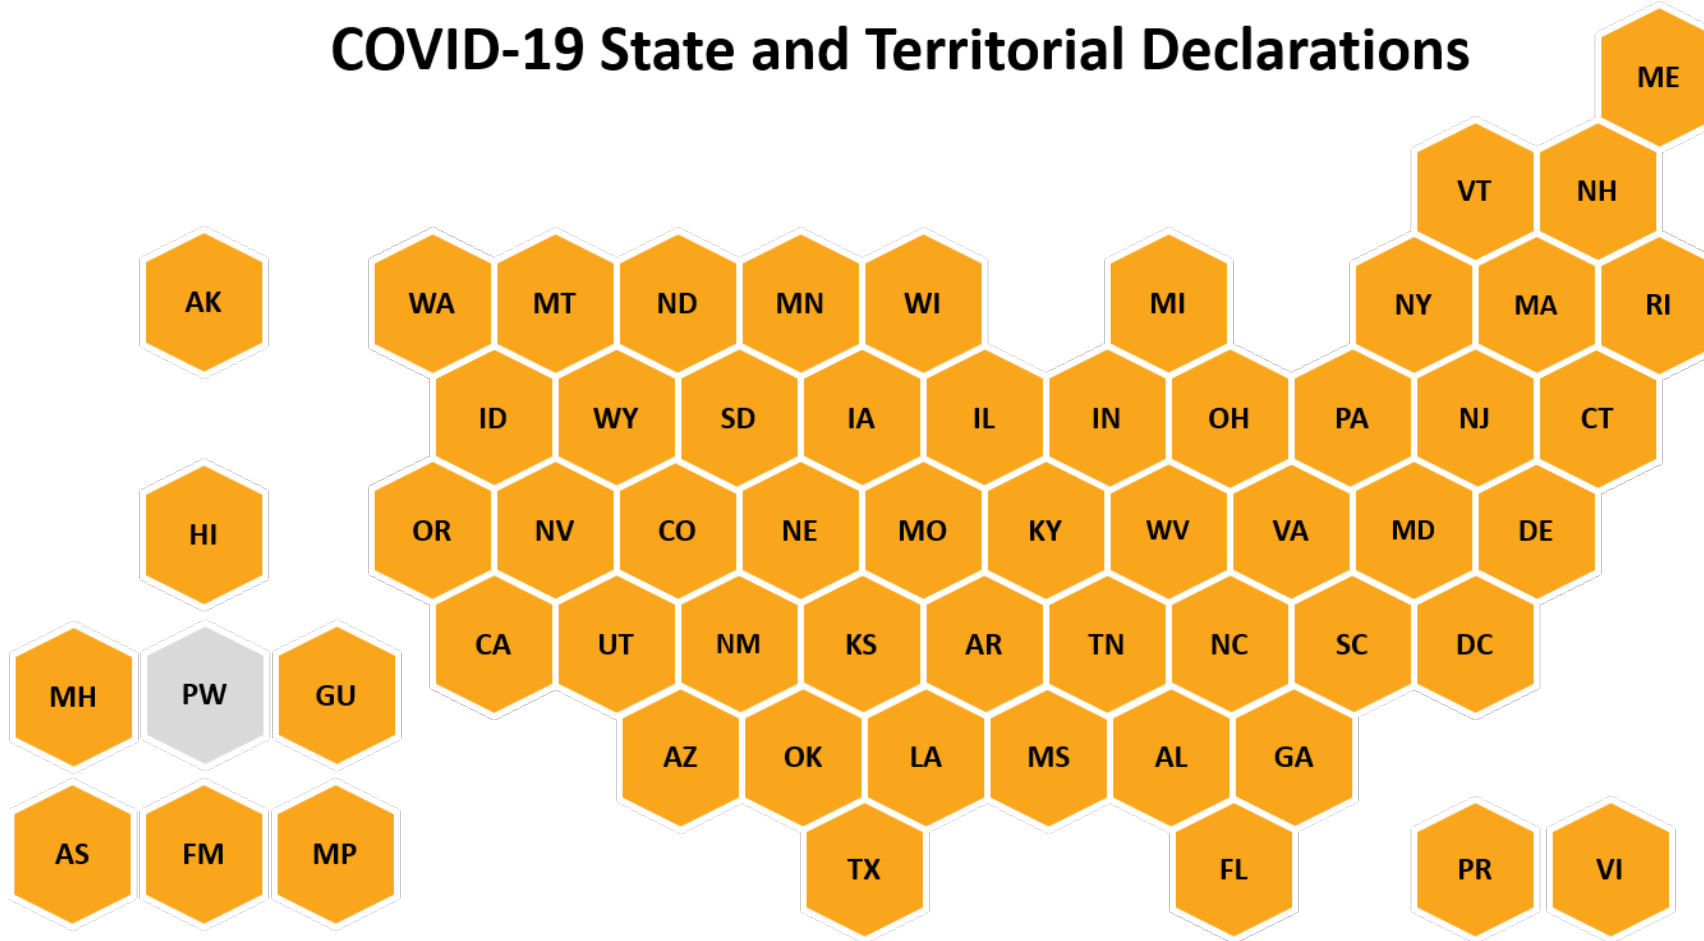 COVID-19 State and Territorial Declarations
ME
VT NH
AK WA MT ND MN WI MI NY MA RI
ID WY SD IA IL IN OH PA NJ CT
HI OR NV CO NE MO KY WV VA MD DE
CA UT NM KS AR TN NC SC DC
MH PW GU
AZ OK LA MS AL GA
AS FM MP TX FL PR VI